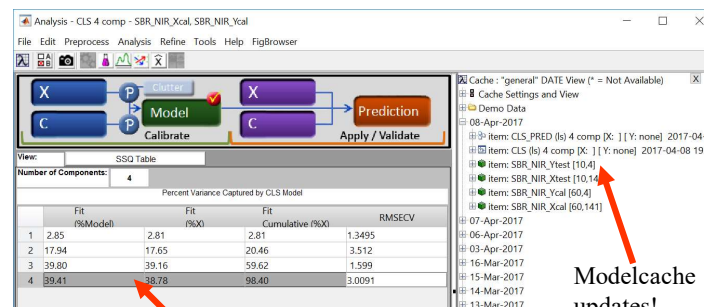 Analysis - CLS 4 comp - SBR_NIR_Xcal, SBR_NIR_Ycal
File Edit Preprocess Analysis Refine Tools Help FigBrowser
X P Clutter X
Model Prediction
C P C
Calibrate Apply / Validate
View: SSQ Table
Number of Components: 4
Percent Variance Captured by CLS Model
Fit (%Model) Fit (%X) Fit Cumulative (%X) RMSECV
1 2.85 2.81 2.81 1.3495
2 17.94 17.65 20.46 3.512
3 39.80 39.16 59.62 1.599
4 39.41 38.78 98.40 3.0091
Cache : "general" DATE View (* = Not Available) X
Cache Settings and View
Demo Data
08-Apr-2017
item: CLS_PRED (ls) 4 comp [X: ] [ Y: none] 2017-04-
item: CLS (ls) 4 comp [X: ] [ Y: none] 2017-04-08 19
item: SBR_NIR_Ytest [10,4]
item: SBR_NIR_Xtest [10,14
item: SBR_NIR_Ycal [60,4]
item: SBR_NIR_Xcal [60,141]
07-Apr-2017
06-Apr-2017
03-Apr-2017
16-Mar-2017
15-Mar-2017
14-Mar-2017
13-Mar-2017
Modelcache
updates!